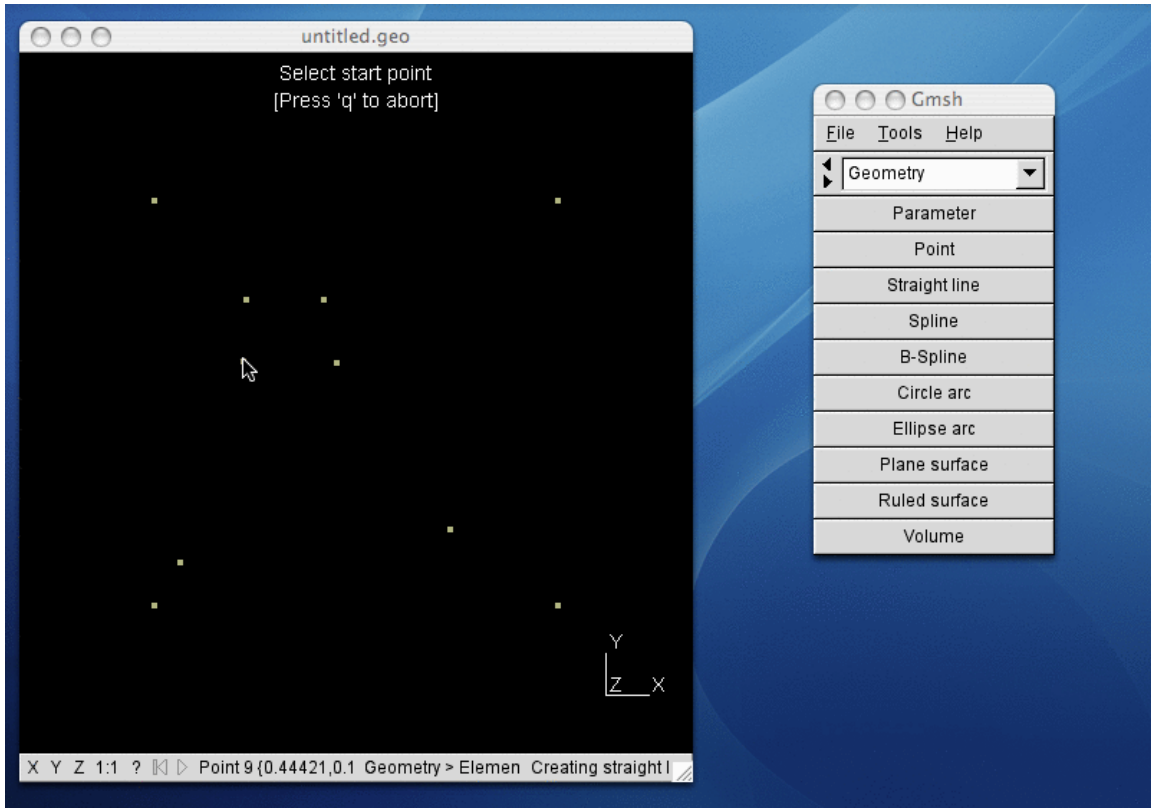 untitled.geo
Select start point
[Press 'q' to abort]
Y
Z X
X Y Z 1:1 ? Point 9 {0.44421,0.1 Geometry > Elemen Creating straight l
Gmsh
File Tools Help
Geometry
Parameter
Point
Straight line
Spline
B-Spline
Circle arc
Ellipse arc
Plane surface
Ruled surface
Volume